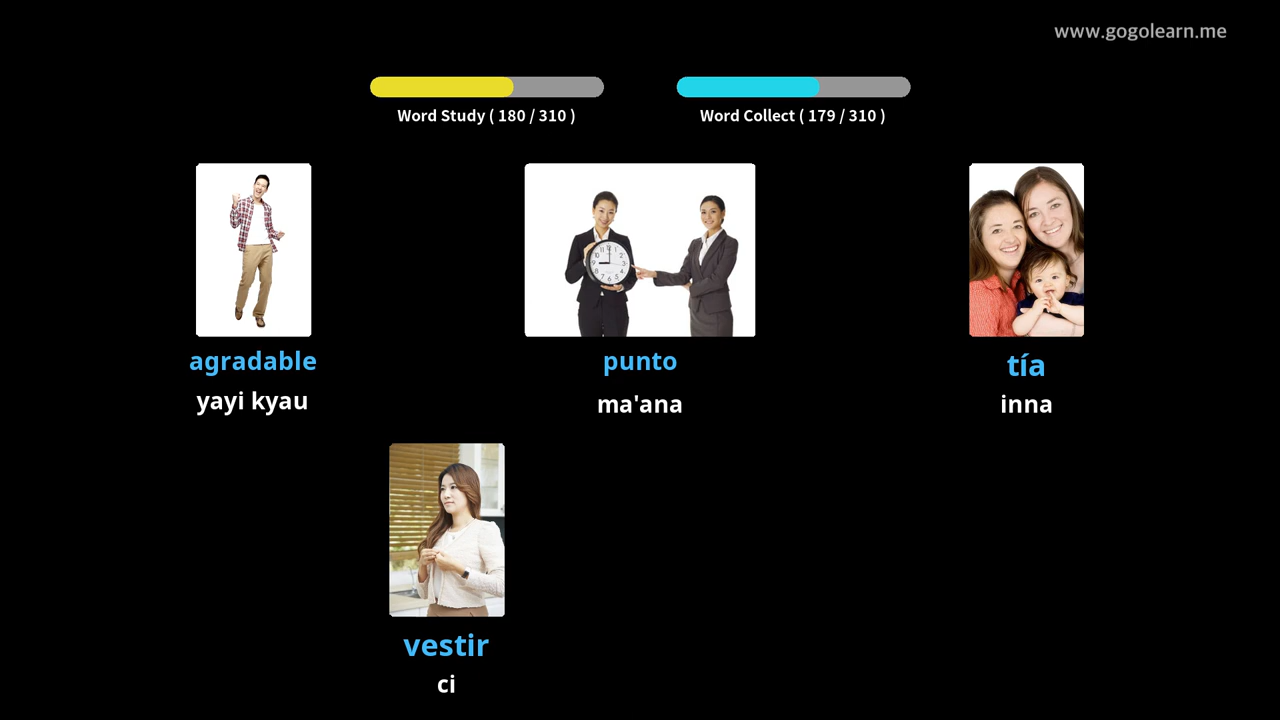 www.gogolearn.me
Word Study ( 180 / 310 )
Word Collect ( 179 / 310 )
agradable
yayi kyau
punto
ma'ana
tía
inna
vestir
ci